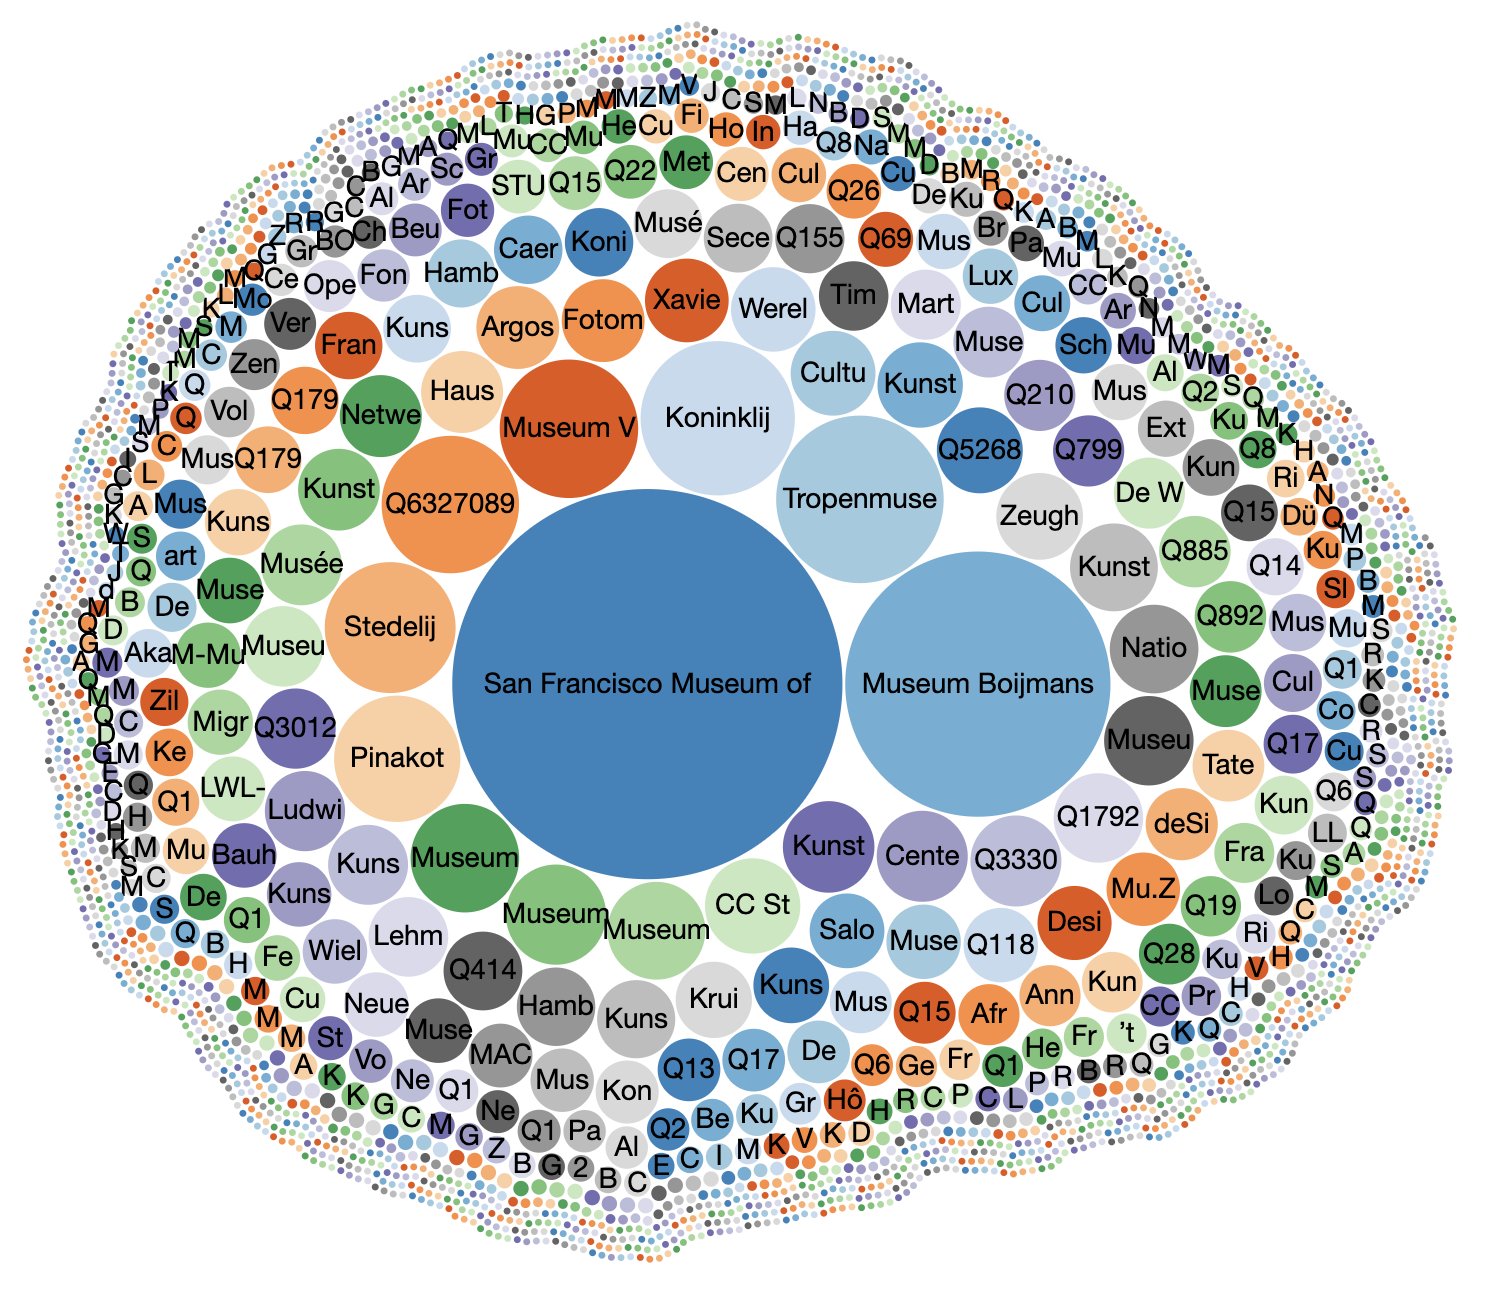 V J C S M L N B D S
T H G P M M M Z M
Mu CC Mu He Cu Fi Ho In Ha Q8 Na
B G M A Q M L
Sc Gr STU Q15 Q22 Met Cen Cul Q26 Cu De Ku
Al Ar Fot Musé Sece Q155 Q69 Mus Br Pa Mu
Z R R G C BO Ch Beu Caer Koni Lux CC
Gr Ce Ope Fon Hamb Xavie Werel Tim Mart Cul Ar
Mo Ver Kuns Argos Fotom Muse Sch Mu
Fran Zen Haus Cultu Kunst Q210 Mus Al Q2
Vol Q179 Netwe Museum V Koninklij Ext Ku
Mus Q179 Kunst Q5268 Q799 Kun Q8 Ri
Mus Kuns Q6327089 Tropenmuse Zeugh De W Q15 Dü
art Musée Kunst Q885 Q14 Ku
De Muse Stedelij Q892 Mus Sl Mu
Aka M-Mu Museu Natio Q1
Zil Migr Q3012 San Francisco Museum of Museum Boijmans Muse Cul Co
Ke Pinakot Museu Tate Q17 Cu
Q1 LWL- Ludwi Q1792 deSi Kun Q6
Mu Bauh Kuns Museum Kunst Cente Q3330 Fra LL Ku
De Kuns Museum Museum CC St Desi Mu.Z Q19 Lo
Q1 Wiel Lehm Salo Muse Q118 Ri
Fe Q414 Kuns Kun Q28 Ku
Cu Neue Hamb Kuns Krui Mus Q15 Afr Ann CC Pr
St Muse MAC Q13 Q17 De Fr 't
Vo Mus Kon Q6 Ge Fr Q1 He
Ne Q1 Ne Q2 Be Ku Gr Hô H R C P C L P R B R Q G
K K G C M G Q1 Pa Al K V K D
Z B G 2 B C E C I M